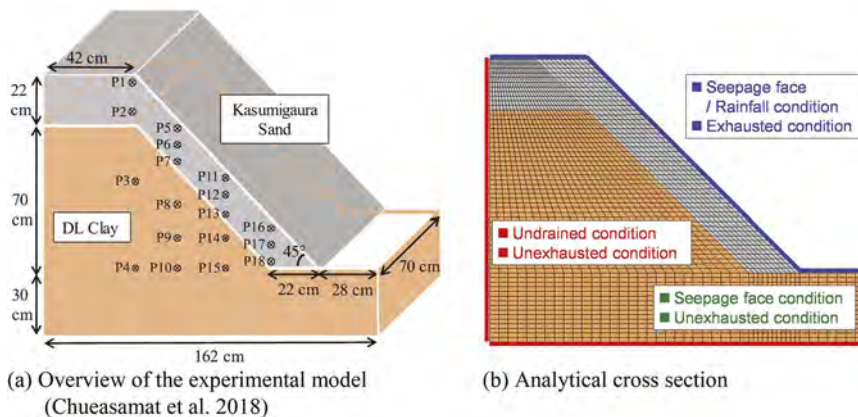 42 cm
22
cm
70
cm
30
cm
P1
P2
P3
P4
P5
P6
P7
P8
P9
P10
P11
P12
P13
P14
P15
P16
P17
P18
Kasumigaura
Sand
DL Clay
45°
22 cm
28 cm
70 cm
162 cm
(a) Overview of the experimental model
(Chueasamat et al. 2018)
Seepage face
/ Rainfall condition
Exhausted condition
Undrained condition
Unexhausted condition
Seepage face condition
Unexhausted condition
(b) Analytical cross section